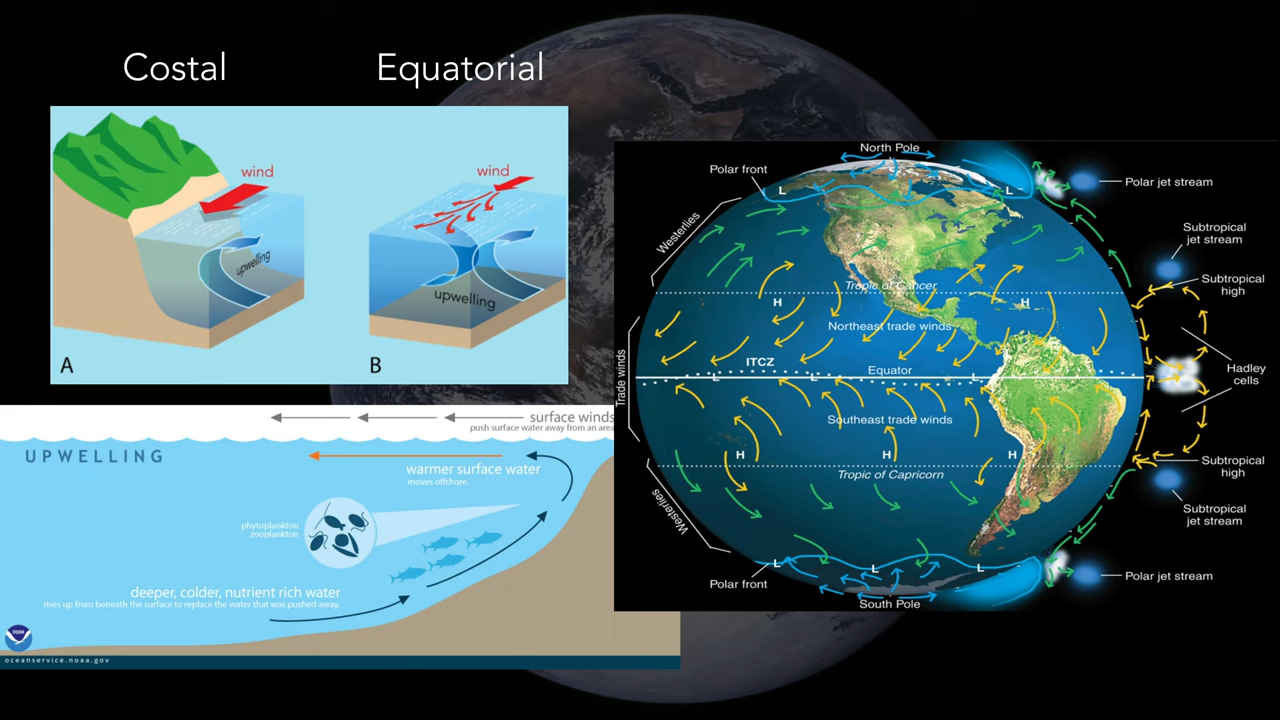 Costal
Equatorial
wind
upwelling
A
wind
upwelling
B
surface winds
push surface water away from an area
UPWELLING
warmer surface water
moves offshore.
phytoplankton
zooplankton
deeper, colder, nutrient rich water
rises up from beneath the surface to replace the water that was pushed away.
NOAA
oceanservice.noaa.gov
North Pole
Polar front
L
L
Polar jet stream
Westerlies
Subtropical
jet stream
Subtropical
high
Tropic of Cancer
H
H
Northeast trade winds
ITCZ
Equator
L
L
L
Trade winds
Hadley
cells
Southeast trade winds
H
H
H
Tropic of Capricorn
Subtropical
high
Westerlies
Subtropical
jet stream
L
L
L
Polar front
Polar jet stream
South Pole